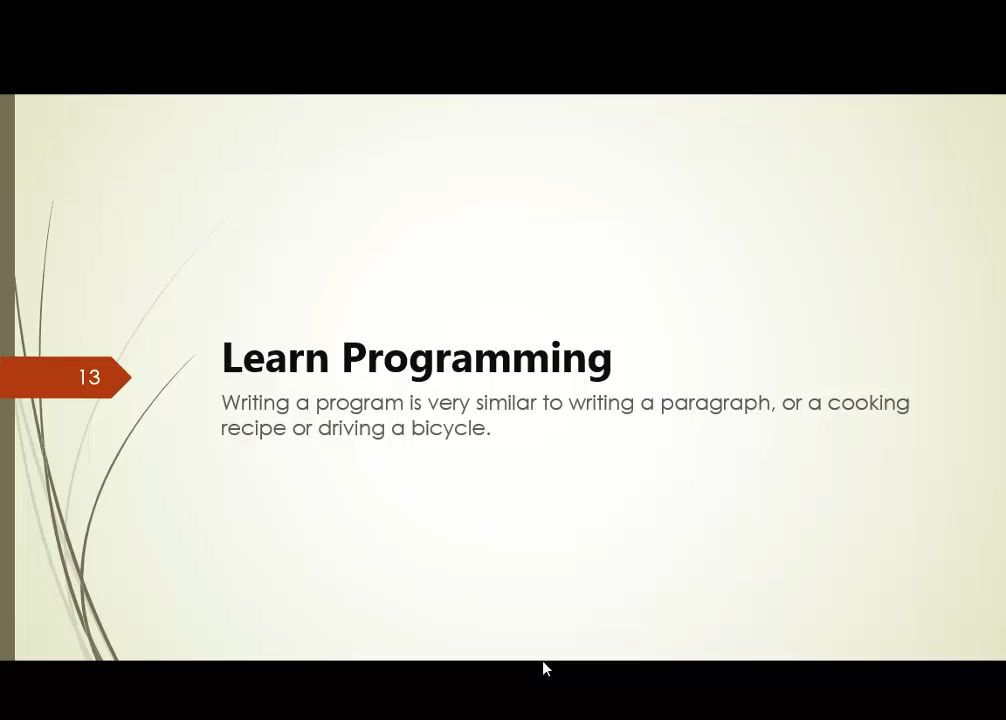 Learn Programming
13
Writing a program is very similar to writing a paragraph, or a cooking
recipe or driving a bicycle.